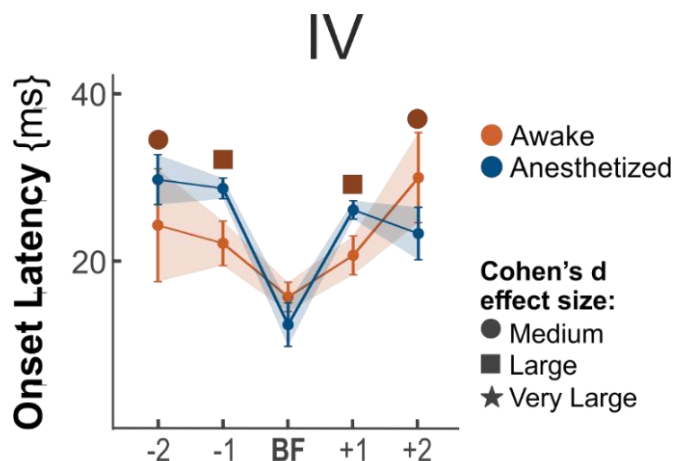 IV
Onset Latency {ms}
40
20
-2 -1 BF +1 +2
Awake
Anesthetized
Cohen's d
effect size:
Medium
Large
Very Large